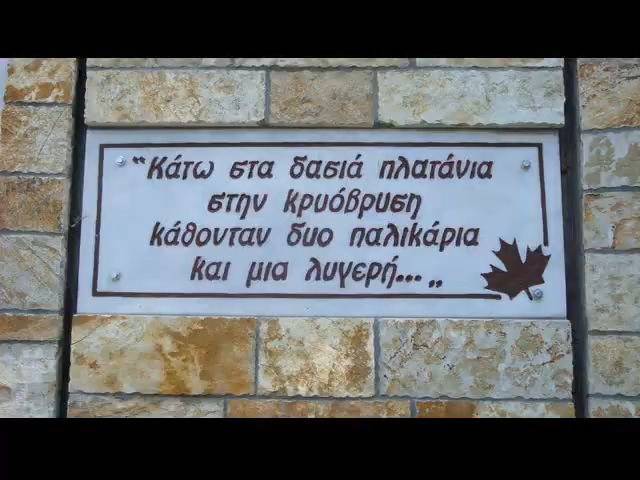 “Κάτω στα δασιά πλατάνια
στην κρυόβρυση
κάθονταν δυο παλικάρια
και μια λυγερή... „